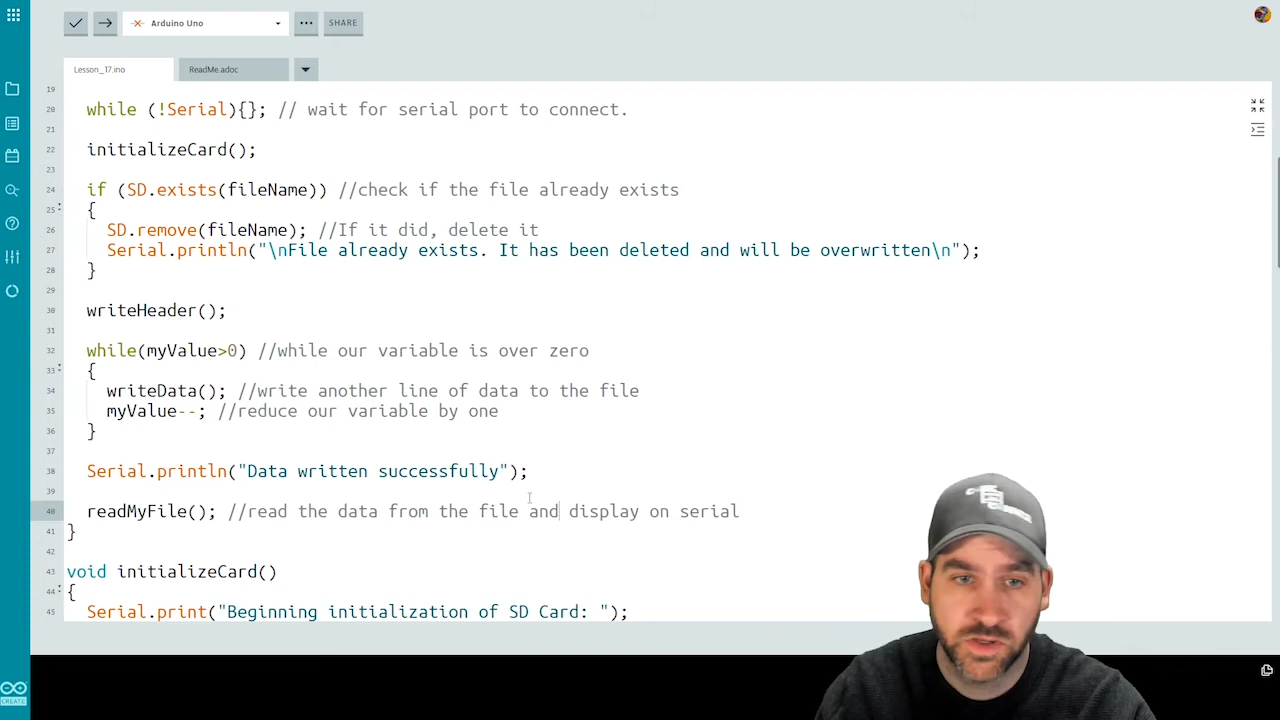 Arduino Uno
SHARE
Lesson_17.ino
ReadMe.adoc
19
20 while (!Serial){}; // wait for serial port to connect.
21
22 initializeCard();
23
24 if (SD.exists(fileName)) //check if the file already exists
25 {
26 SD.remove(fileName); //If it did, delete it
27 Serial.println("\nFile already exists. It has been deleted and will be overwritten\n");
28 }
29
30 writeHeader();
31
32 while(myValue>0) //while our variable is over zero
33 {
34 writeData(); //write another line of data to the file
35 myValue--; //reduce our variable by one
36 }
37
38 Serial.println("Data written successfully");
39
40 readMyFile(); //read the data from the file and display on serial
41 }
42
43 void initializeCard()
44 {
45 Serial.print("Beginning initialization of SD Card: ");
CREATE